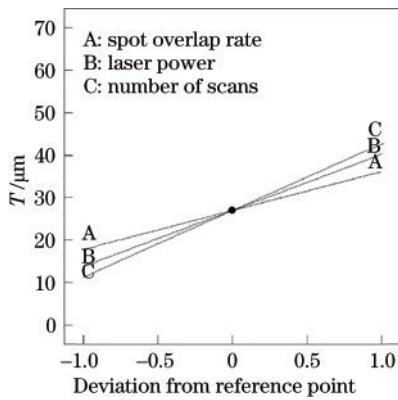 70
60
50
40
30
20
10
0
T/μm
A: spot overlap rate
B: laser power
C: number of scans
A
B
C
C
B
A
−1.0 −0.5 0 0.5 1.0
Deviation from reference point